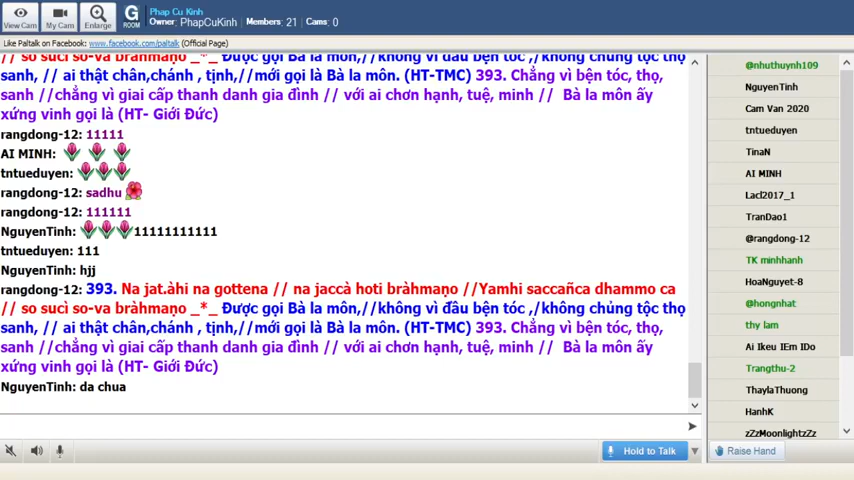 View Cam
My Cam
Enlarge
G
ROOM
Phap Cu Kinh
Owner: PhapCuKinh Members: 21 Cams: 0
Like Paltalk on Facebook: www.facebook.com/paltalk (Official Page)
// so sucì so-va bràhmaṇo _*_ Được gọi Bà la môn,//không vì đầu bện tóc ,/không chủng tộc thọ
sanh, // ai thật chân,chánh , tịnh,//mới gọi là Bà la môn. (HT-TMC) 393. Chẳng vì bện tóc, thọ,
sanh //chẳng vì giai cấp thanh danh gia đình // với ai chơn hạnh, tuệ, minh // Bà la môn ấy
xứng vinh gọi là (HT- Giới Đức)
rangdong-12: 11111
AI MINH:
tntueduyen:
rangdong-12: sadhu
rangdong-12: 111111
NguyenTinh: 11111111111
tntueduyen: 111
NguyenTinh: hjj
rangdong-12: 393. Na jat.àhi na gottena // na jaccà hoti bràhmaṇo //Yamhi saccañca dhammo ca
// so sucì so-va bràhmaṇo _*_ Được gọi Bà la môn,//không vì đầu bện tóc ,/không chủng tộc thọ
sanh, // ai thật chân,chánh , tịnh,//mới gọi là Bà la môn. (HT-TMC) 393. Chẳng vì bện tóc, thọ,
sanh //chẳng vì giai cấp thanh danh gia đình // với ai chơn hạnh, tuệ, minh // Bà la môn ấy
xứng vinh gọi là (HT- Giới Đức)
NguyenTinh: da chua
@nhuthuynh109
NguyenTinh
Cam Van 2020
tntueduyen
TinaN
AI MINH
Lacl2017_1
TranDao1
@rangdong-12
TK minhhanh
HoaNguyet-8
@hongnhat
thy lam
Ai Ikeu IEm IDo
Trangthu-2
ThaylaThuong
HanhK
zZzMoonlightzZz
Hold to Talk
Raise Hand